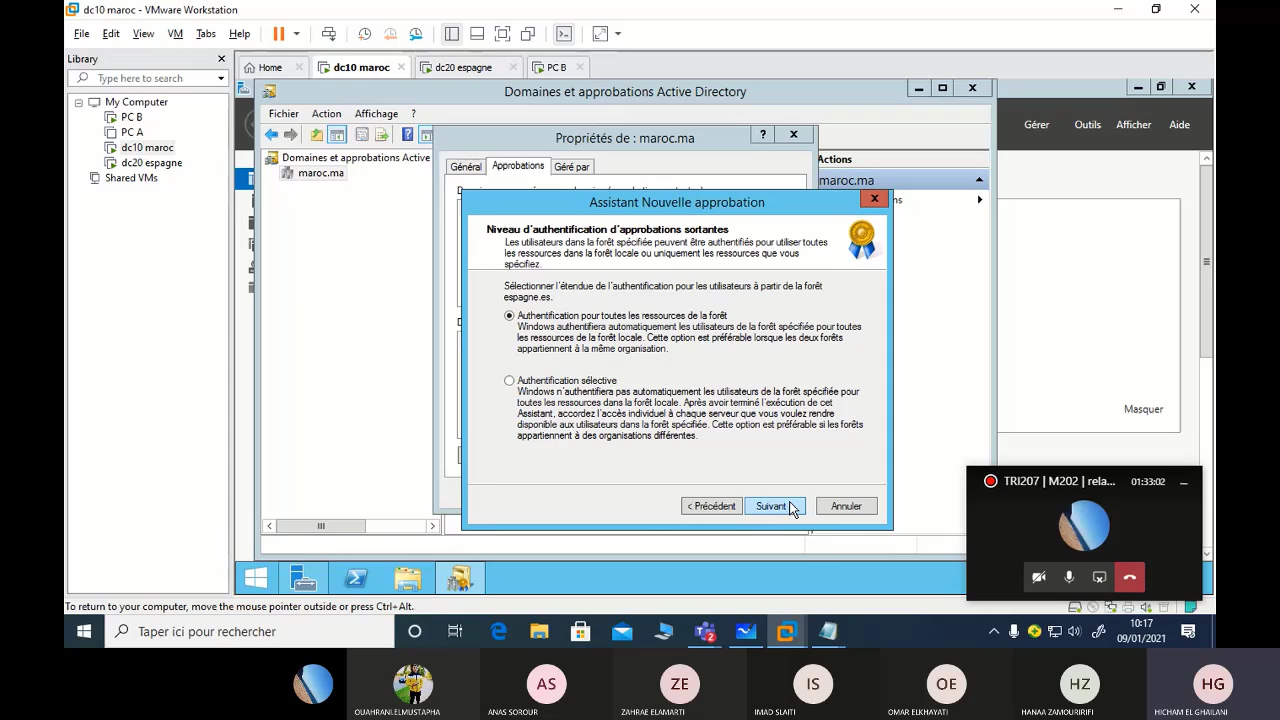 dc10 maroc - VMware Workstation
File Edit View VM Tabs Help
Library
Type here to search
My Computer
PC B
PC A
dc10 maroc
dc20 espagne
Shared VMs
Home dc10 maroc dc20 espagne PC B
Domaines et approbations Active Directory
Gérer Outils Afficher Aide
Fichier Action Affichage ?
Domaines et approbations Active
maroc.ma
Propriétés de : maroc.ma
Général Approbations Géré par
Actions
maroc.ma
ns
Assistant Nouvelle approbation
Niveau d'authentification d'approbations sortantes
Les utilisateurs dans la forêt spécifiée peuvent être authentifiés pour utiliser toutes
les ressources dans la forêt locale ou uniquement les ressources que vous
spécifiez.
Sélectionner l'étendue de l'authentification pour les utilisateurs à partir de la forêt
espagne.es.
Authentification pour toutes les ressources de la forêt
Windows authentifiera automatiquement les utilisateurs de la forêt spécifiée pour toutes
les ressources de la forêt locale. Cette option est préférable lorsque les deux forêts
appartiennent à la même organisation.
Authentification sélective
Windows n'authentifiera pas automatiquement les utilisateurs de la forêt spécifiée pour
toutes les ressources dans la forêt locale. Après avoir terminé l'exécution de cet
Assistant, accordez l'accès individuel à chaque serveur que vous voulez rendre
disponible aux utilisateurs dans la forêt spécifiée. Cette option est préférable si les forêts
appartiennent à des organisations différentes.
< Précédent Suivant Annuler
Masquer
TRI207 | M202 | rela... 01:33:02
To return to your computer, move the mouse pointer outside or press Ctrl+Alt.
Taper ici pour rechercher
10:17
09/01/2021
OUAHRANI.ELMUSTAPHA
AS
ANAS SOROUR
ZE
ZAHRAE ELAMARTI
IS
IMAD SLAITI
OE
OMAR ELKHAYATI
HZ
HANAA ZAMOURIRFI
HG
HICHAM EL GHAILANI